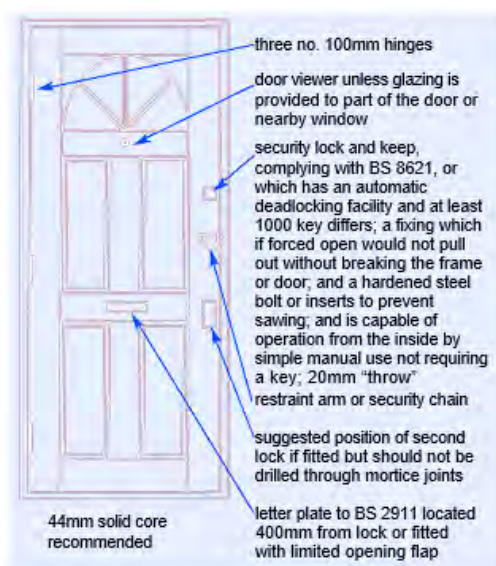 three no. 100mm hinges
door viewer unless glazing is
provided to part of the door or
nearby window
security lock and keep,
complying with BS 8621, or
which has an automatic
deadlocking facility and at least
1000 key differs; a fixing which
if forced open would not pull
out without breaking the frame
or door; and a hardened steel
bolt or inserts to prevent
sawing; and is capable of
operation from the inside by
simple manual use not requiring
a key; 20mm “throw”
restraint arm or security chain
suggested position of second
lock if fitted but should not be
drilled through mortice joints
letter plate to BS 2911 located
400mm from lock or fitted
with limited opening flap
44mm solid core
recommended